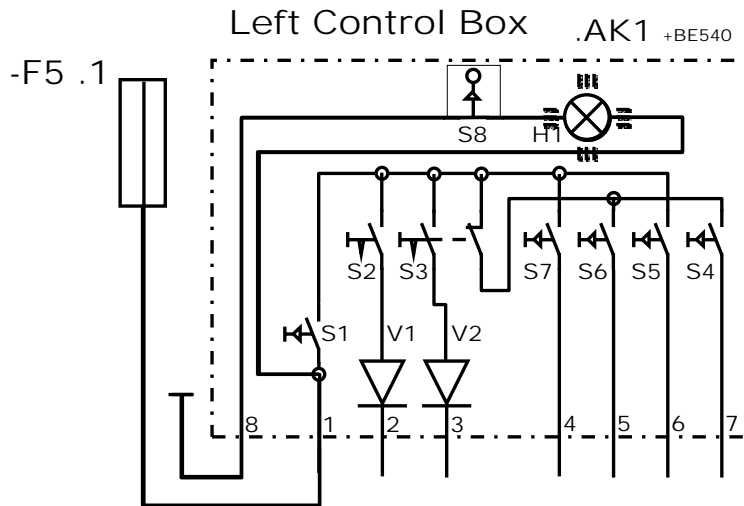 Left Control Box .AK1 +BE540
-F5 .1
S8 H1
S2 S3 S7 S6 S5 S4
S1 V1 V2
8 1 2 3 4 5 6 7